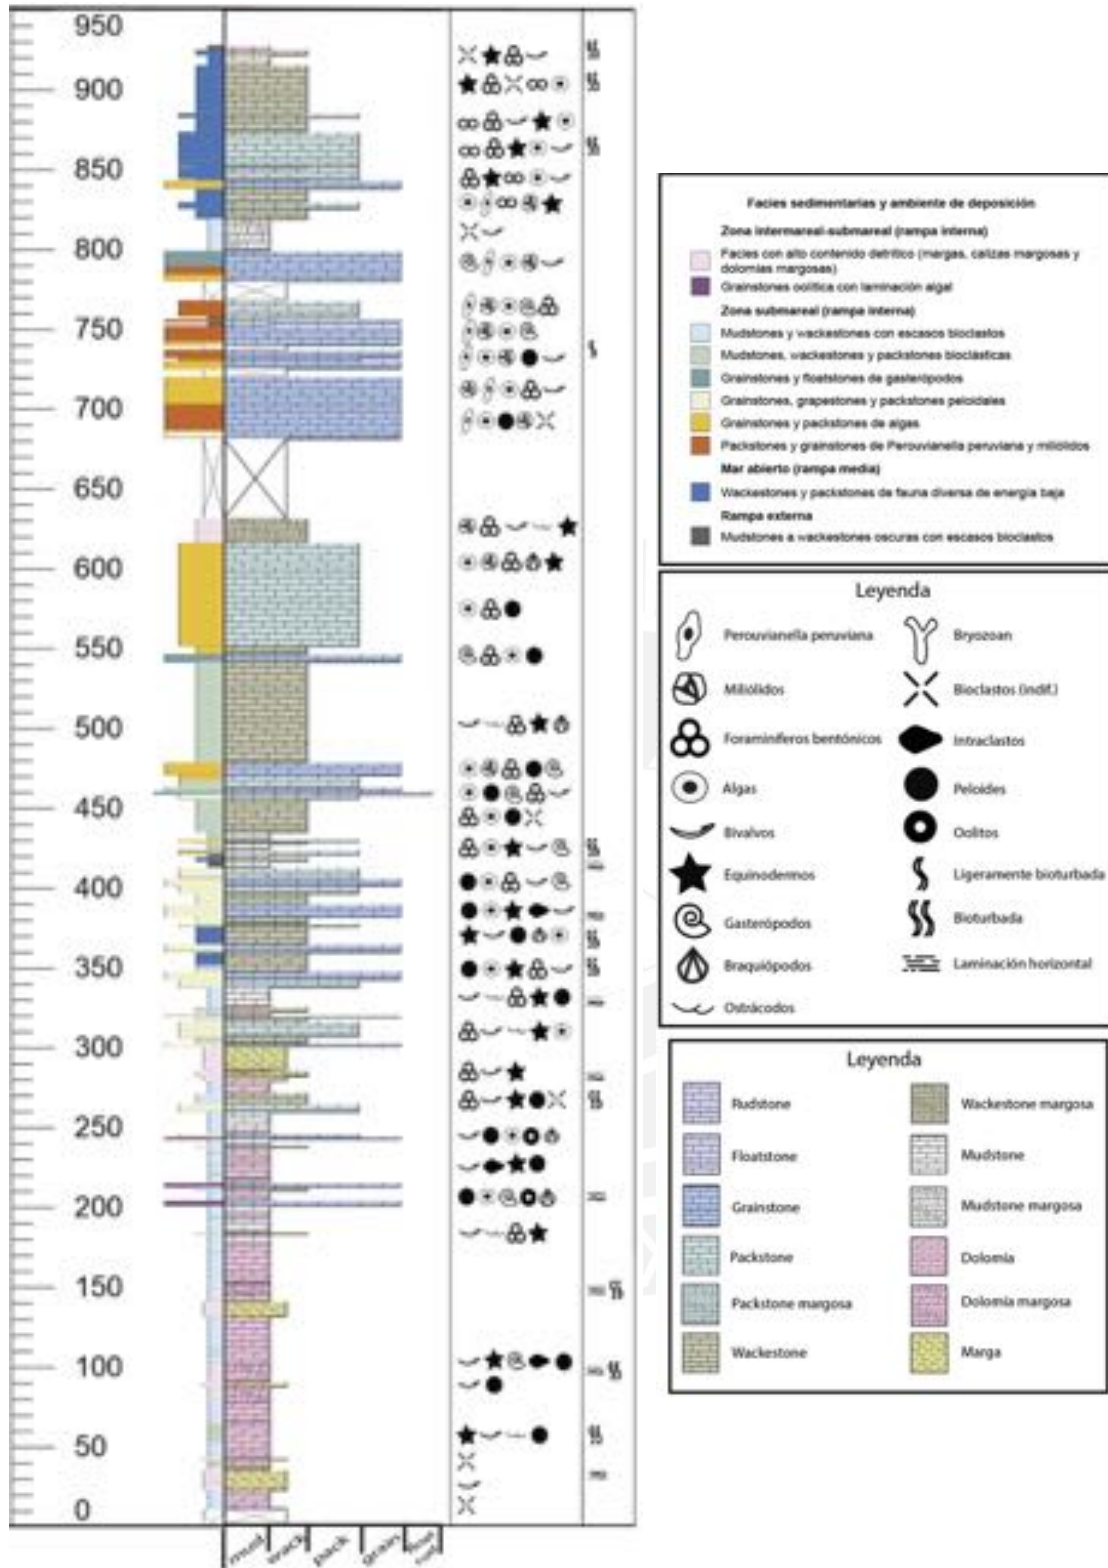 950
900
850
800
750
700
650
600
550
500
450
400
350
300
250
200
150
100
50
0
mud
wack
pack
grain
Facies sedimentarias y ambiente de deposición
Zona intermareal-submareal (rampa interna)
Facies con alto contenido detrítico (margas, calizas margosas y
dolomías margosas)
Grainstones oolítica con laminación algal
Zona submareal (rampa interna)
Mudstones y wackestones con escasos bioclastos
Mudstones, wackestones y packstones bioclásticas
Grainstones y floatstones de gasterópodos
Grainstones, grapestones y packstones peloidales
Grainstones y packstones de algas
Packstones y grainstones de Perouvianella peruviana y miliólidos
Mar abierto (rampa media)
Wackestones y packstones de fauna diversa de energía baja
Rampa externa
Mudstones a wackestones oscuras con escasos bioclastos
Leyenda
Perouvianella peruviana
Bryozoan
Miliólidos
Bioclastos (indif.)
Foraminíferos bentónicos
Intraclastos
Algas
Peloides
Bivalvos
Oolitos
Equinodermos
Ligeramente bioturbada
Gasterópodos
Bioturbada
Braquiópodos
Laminación horizontal
Ostrácodos
Leyenda
Rudstone
Wackestone margosa
Floatstone
Mudstone
Grainstone
Mudstone margosa
Packstone
Dolomía
Packstone margosa
Dolomía margosa
Wackestone
Marga